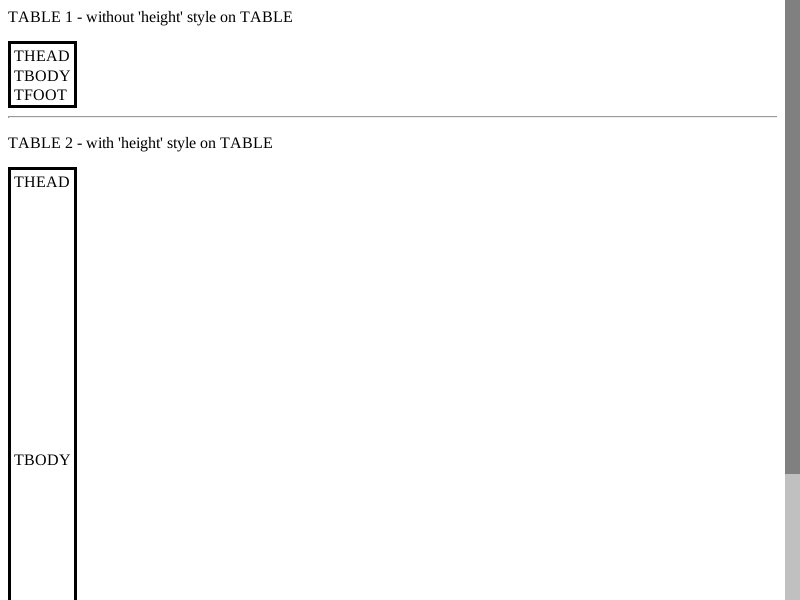 TABLE 1 - without 'height' style on TABLE
THEAD
TBODY
TFOOT
TABLE 2 - with 'height' style on TABLE
THEAD
TBODY